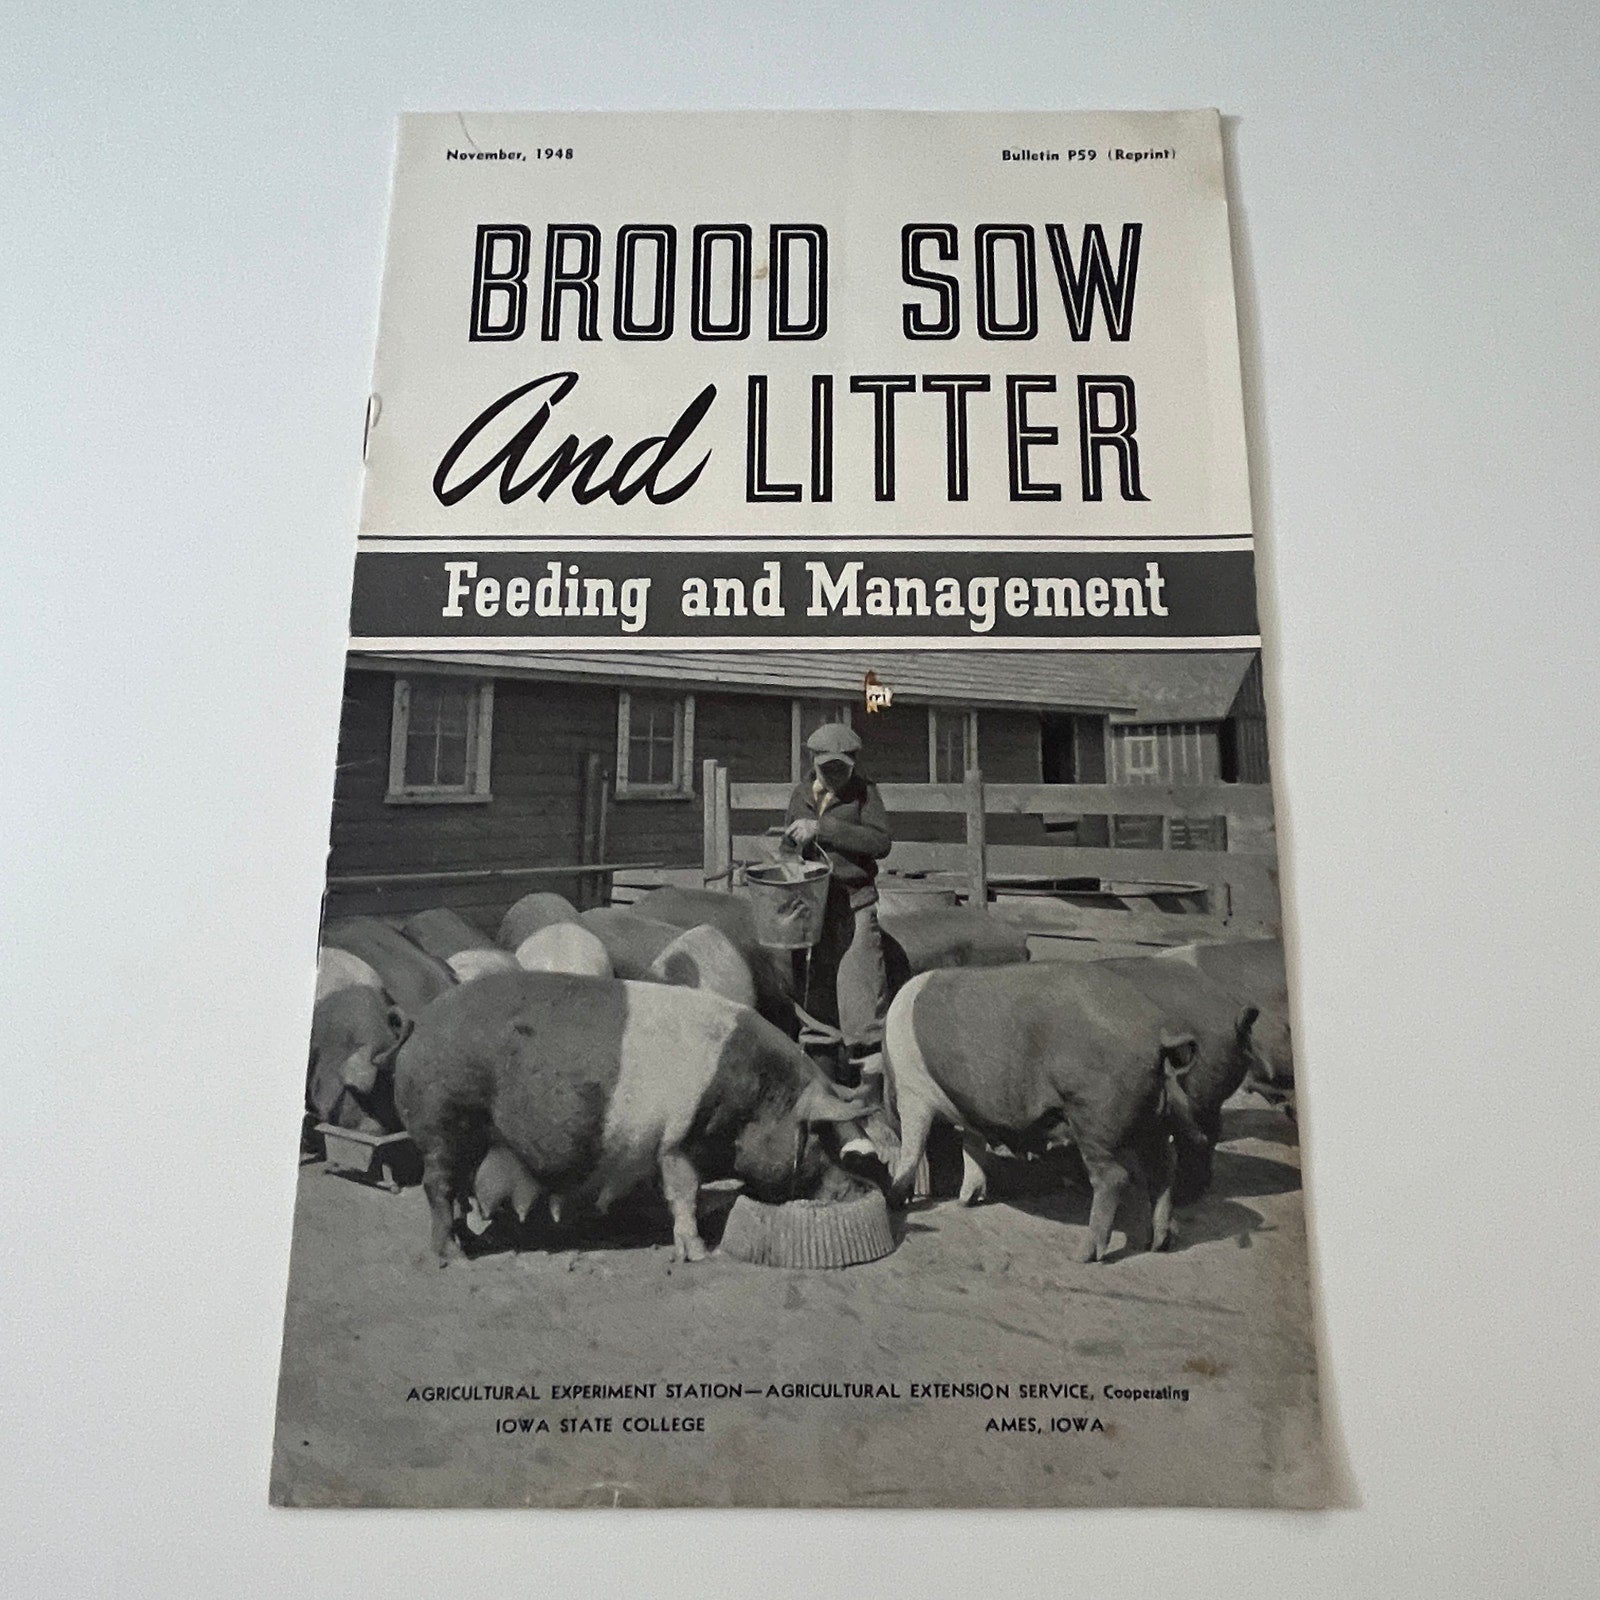 November, 1948
Bulletin P59 (Reprint)
BROOD SOW
And LITTER
Feeding and Management
AGRICULTURAL EXPERIMENT STATION—AGRICULTURAL EXTENSION SERVICE, Cooperating
IOWA STATE COLLEGE
AMES, IOWA